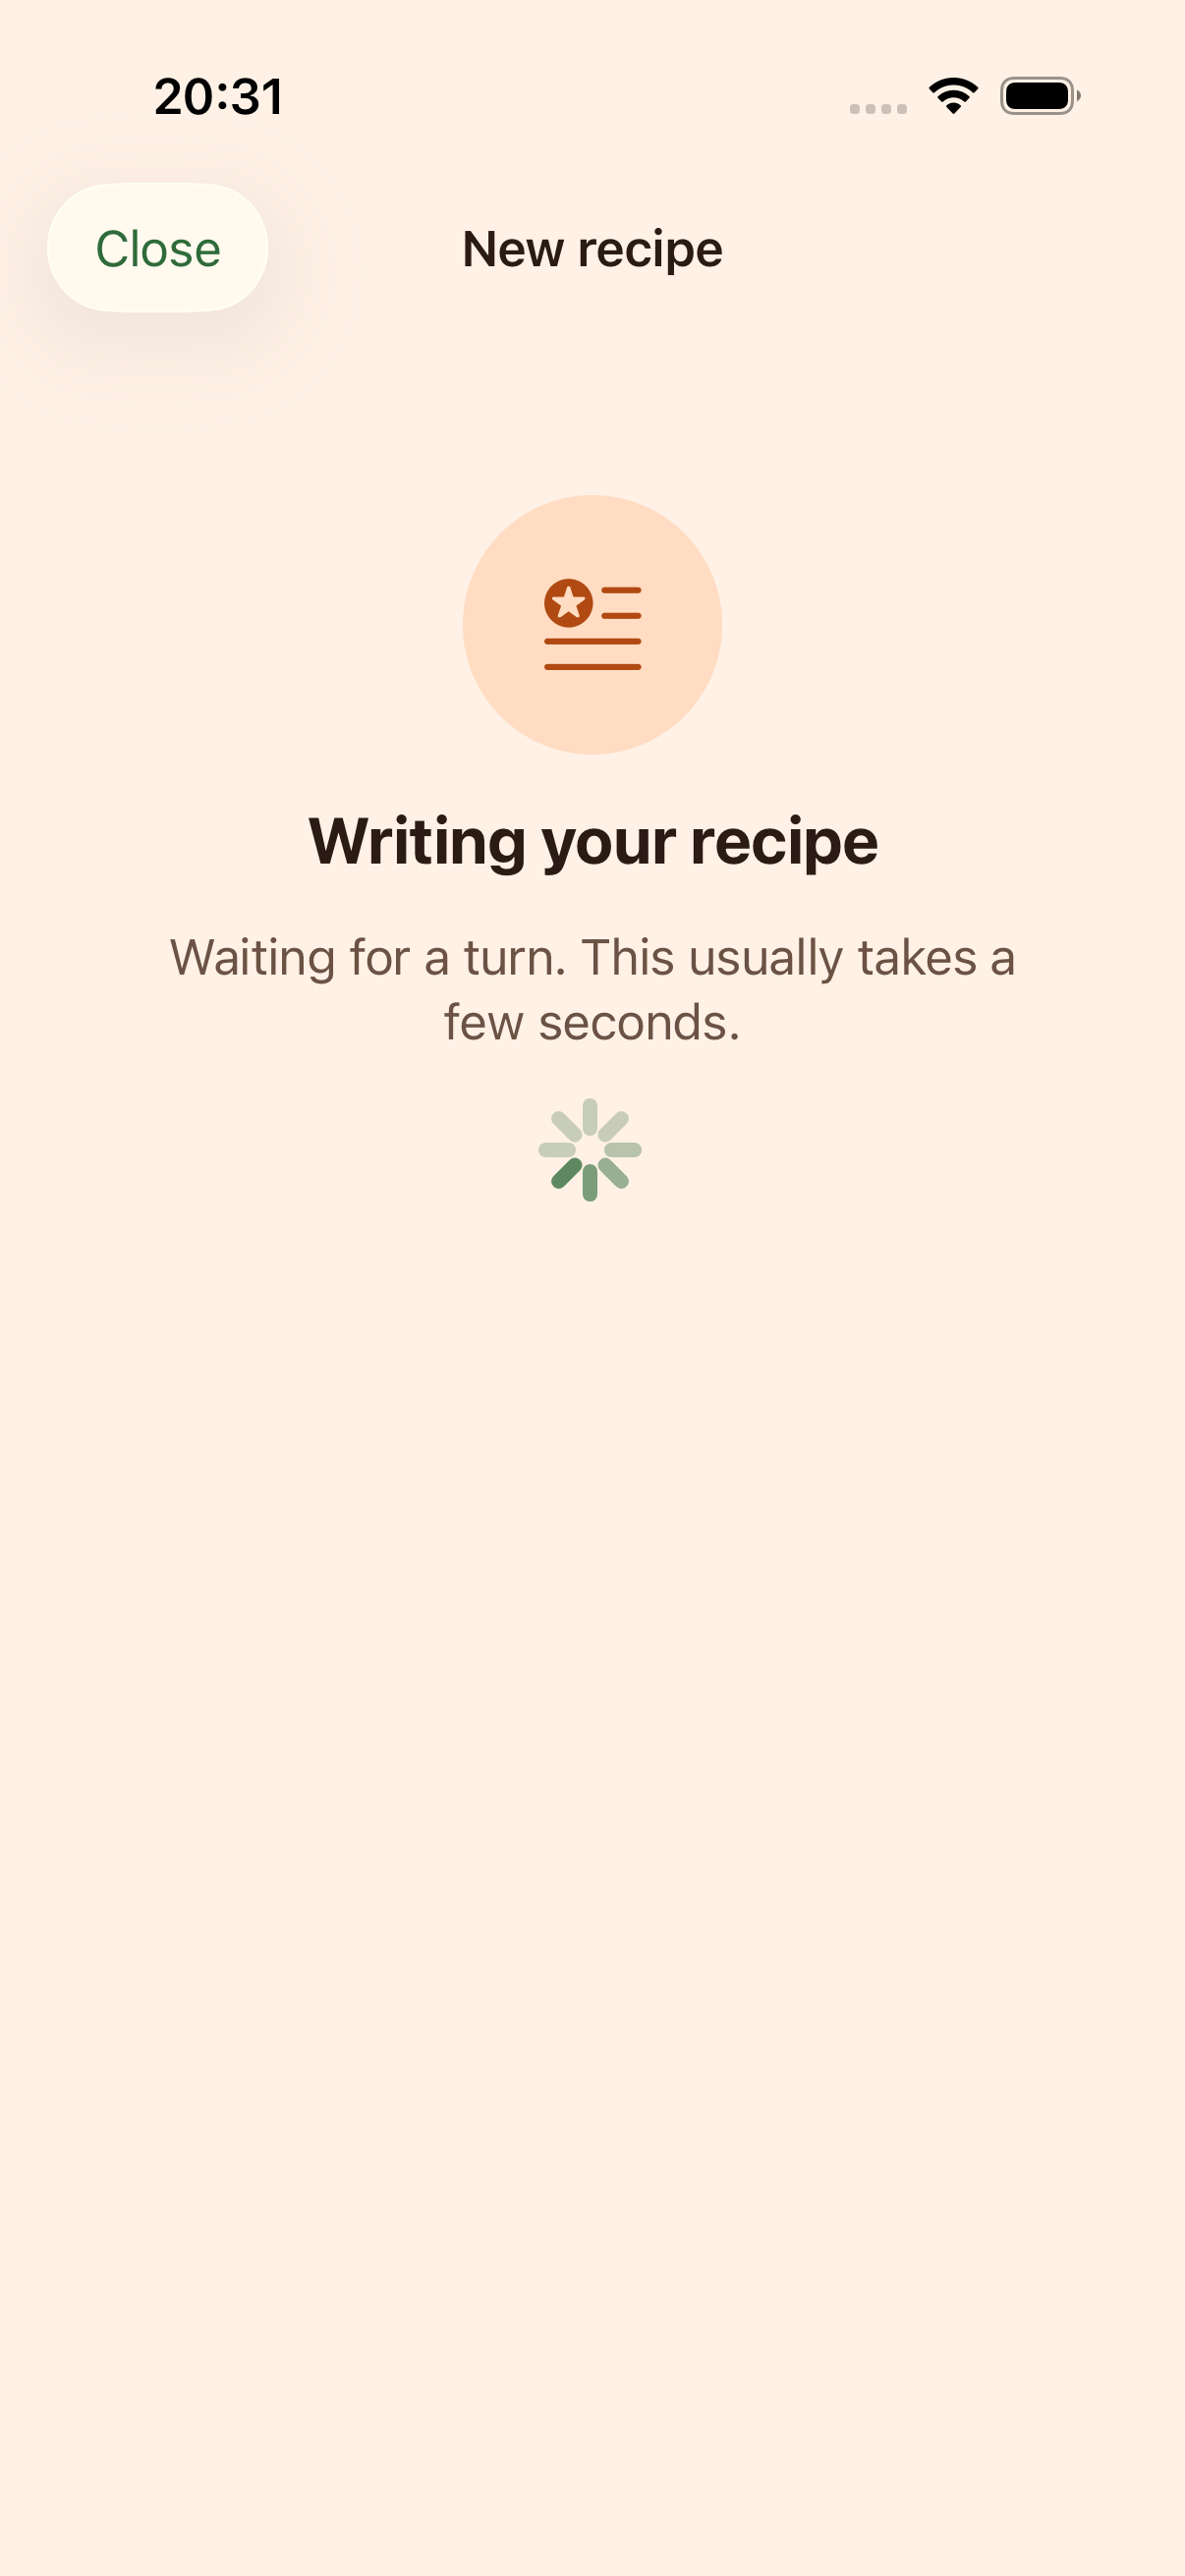 20:31
Close
New recipe
Writing your recipe
Waiting for a turn. This usually takes a
few seconds.